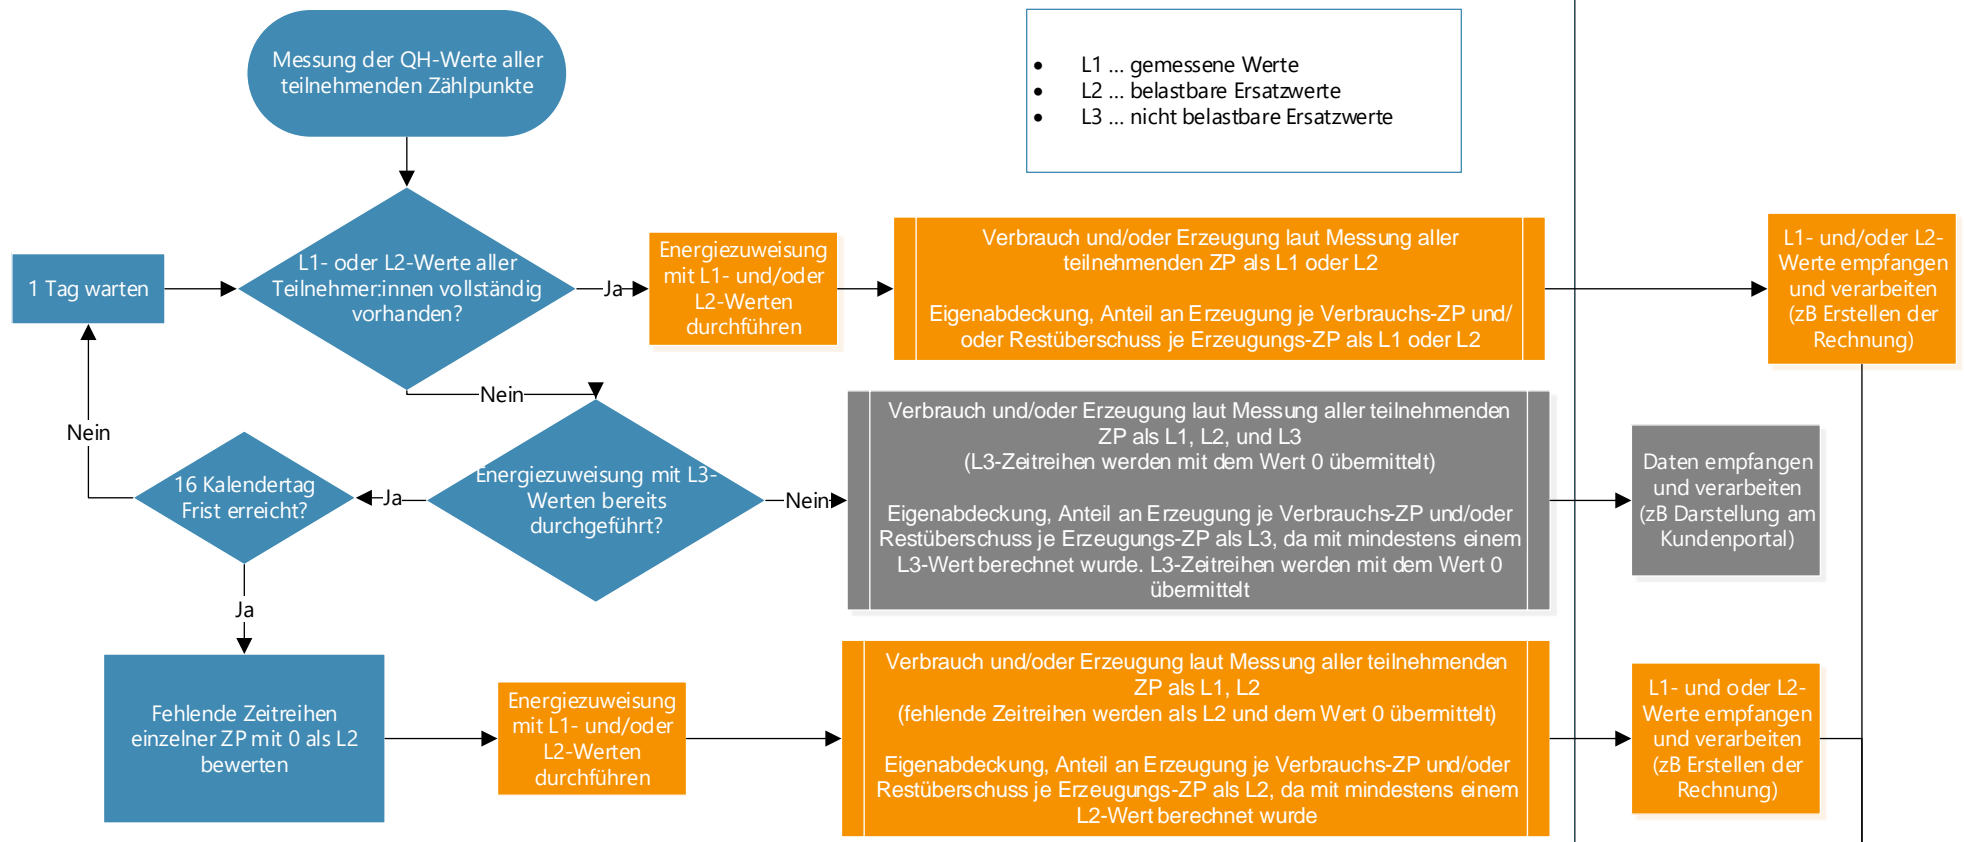 Messung der QH-Werte aller
teilnehmenden Zählpunkte
• L1 ... gemessene Werte
• L2 ... belastbare Ersatzwerte
• L3 ... nicht belastbare Ersatzwerte
1 Tag warten
L1- oder L2-Werte aller
Teilnehmer:innen vollständig
vorhanden?
Ja
Energiezuweisung
mit L1- und/oder
L2-Werten
durchführen
Verbrauch und/oder Erzeugung laut Messung aller
teilnehmenden ZP als L1 oder L2
Eigenabdeckung, Anteil an Erzeugung je Verbrauchs-ZP und/
oder Restüberschuss je Erzeugungs-ZP als L1 oder L2
L1- und/oder L2-
Werte empfangen
und verarbeiten
(zB Erstellen der
Rechnung)
Nein
Nein
16 Kalendertag
Frist erreicht?
Ja
Energiezuweisung mit L3-
Werten bereits
durchgeführt?
Nein
Verbrauch und/oder Erzeugung laut Messung aller teilnehmenden
ZP als L1, L2, und L3
(L3-Zeitreihen werden mit dem Wert 0 übermittelt)
Eigenabdeckung, Anteil an Erzeugung je Verbrauchs-ZP und/oder
Restüberschuss je Erzeugungs-ZP als L3, da mit mindestens einem
L3-Wert berechnet wurde. L3-Zeitreihen werden mit dem Wert 0
übermittelt
Daten empfangen
und verarbeiten
(zB Darstellung am
Kundenportal)
Ja
Fehlende Zeitreihen
einzelner ZP mit 0 als L2
bewerten
Energiezuweisung
mit L1- und/oder
L2-Werten
durchführen
Verbrauch und/oder Erzeugung laut Messung aller teilnehmenden
ZP als L1, L2
(fehlende Zeitreihen werden als L2 und dem Wert 0 übermittelt)
Eigenabdeckung, Anteil an Erzeugung je Verbrauchs-ZP und/oder
Restüberschuss je Erzeugungs-ZP als L2, da mit mindestens einem
L2-Wert berechnet wurde
L1- und oder L2-
Werte empfangen
und verarbeiten
(zB Erstellen der
Rechnung)